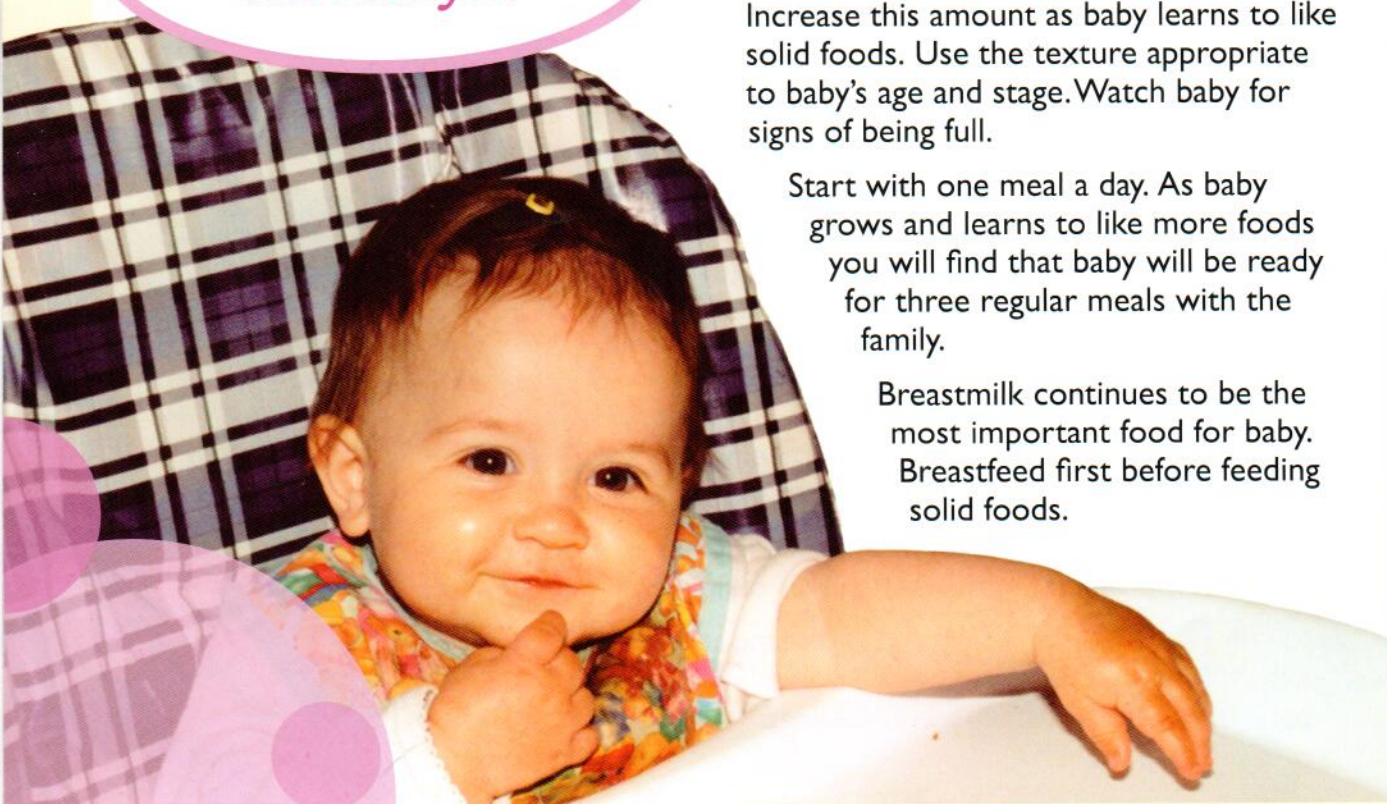 Increase this amount as baby learns to like
solid foods. Use the texture appropriate
to baby's age and stage. Watch baby for
signs of being full.
Start with one meal a day. As baby
grows and learns to like more foods
you will find that baby will be ready
for three regular meals with the
family.
Breastmilk continues to be the
most important food for baby.
Breastfeed first before feeding
solid foods.